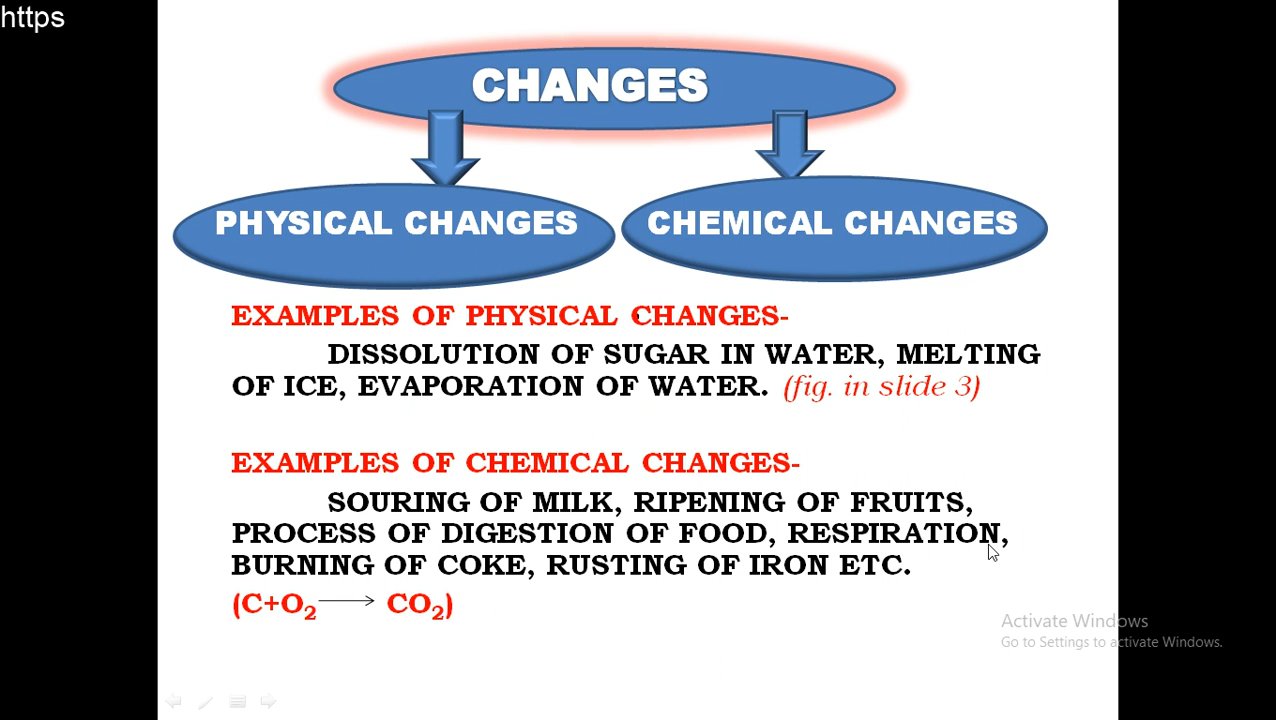 https
CHANGES
PHYSICAL CHANGES
CHEMICAL CHANGES
EXAMPLES OF PHYSICAL CHANGES-
DISSOLUTION OF SUGAR IN WATER, MELTING
OF ICE, EVAPORATION OF WATER. (fig. in slide 3)
EXAMPLES OF CHEMICAL CHANGES-
SOURING OF MILK, RIPENING OF FRUITS,
PROCESS OF DIGESTION OF FOOD, RESPIRATION,
BURNING OF COKE, RUSTING OF IRON ETC.
(C+O₂ ⟶ CO₂)
Activate Windows
Go to Settings to activate Windows.